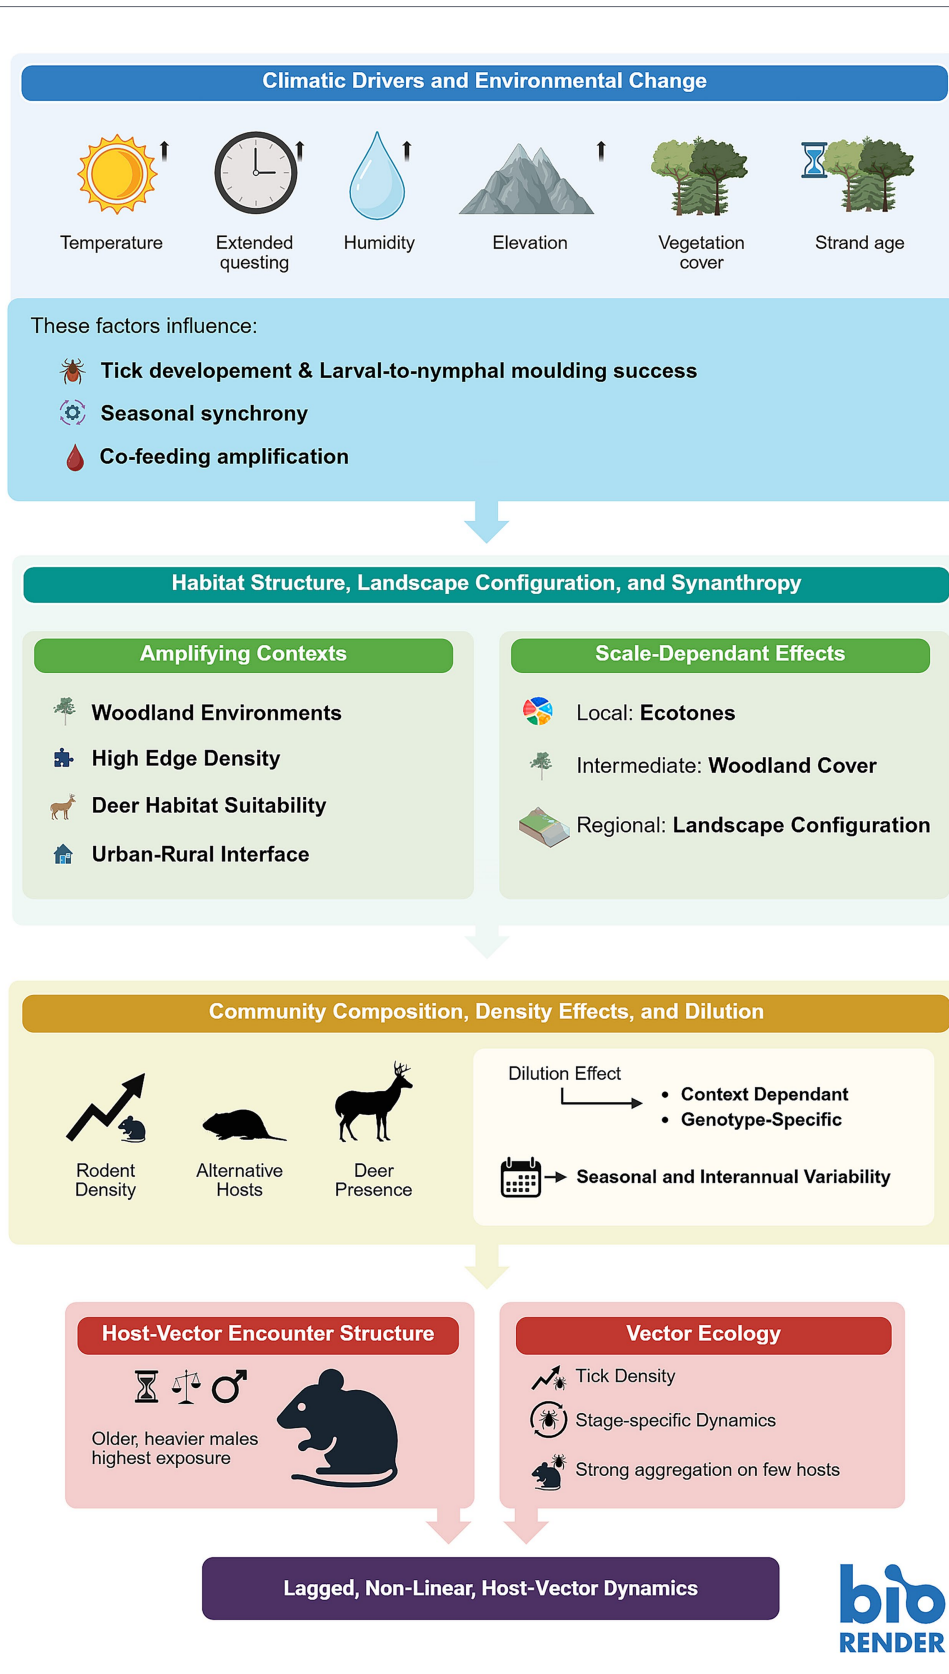 Climatic Drivers and Environmental Change
Temperature
Extended
questing
Humidity
Elevation
Vegetation
cover
Strand age
These factors influence:
Tick developement & Larval-to-nymphal moulding success
Seasonal synchrony
Co-feeding amplification
Habitat Structure, Landscape Configuration, and Synanthropy
Amplifying Contexts
Woodland Environments
High Edge Density
Deer Habitat Suitability
Urban-Rural Interface
Scale-Dependant Effects
Local: Ecotones
Intermediate: Woodland Cover
Regional: Landscape Configuration
Community Composition, Density Effects, and Dilution
Rodent
Density
Alternative
Hosts
Deer
Presence
Dilution Effect
• Context Dependant
• Genotype-Specific
Seasonal and Interannual Variability
Host-Vector Encounter Structure
Older, heavier males
highest exposure
Vector Ecology
Tick Density
Stage-specific Dynamics
Strong aggregation on few hosts
Lagged, Non-Linear, Host-Vector Dynamics
bio
RENDER